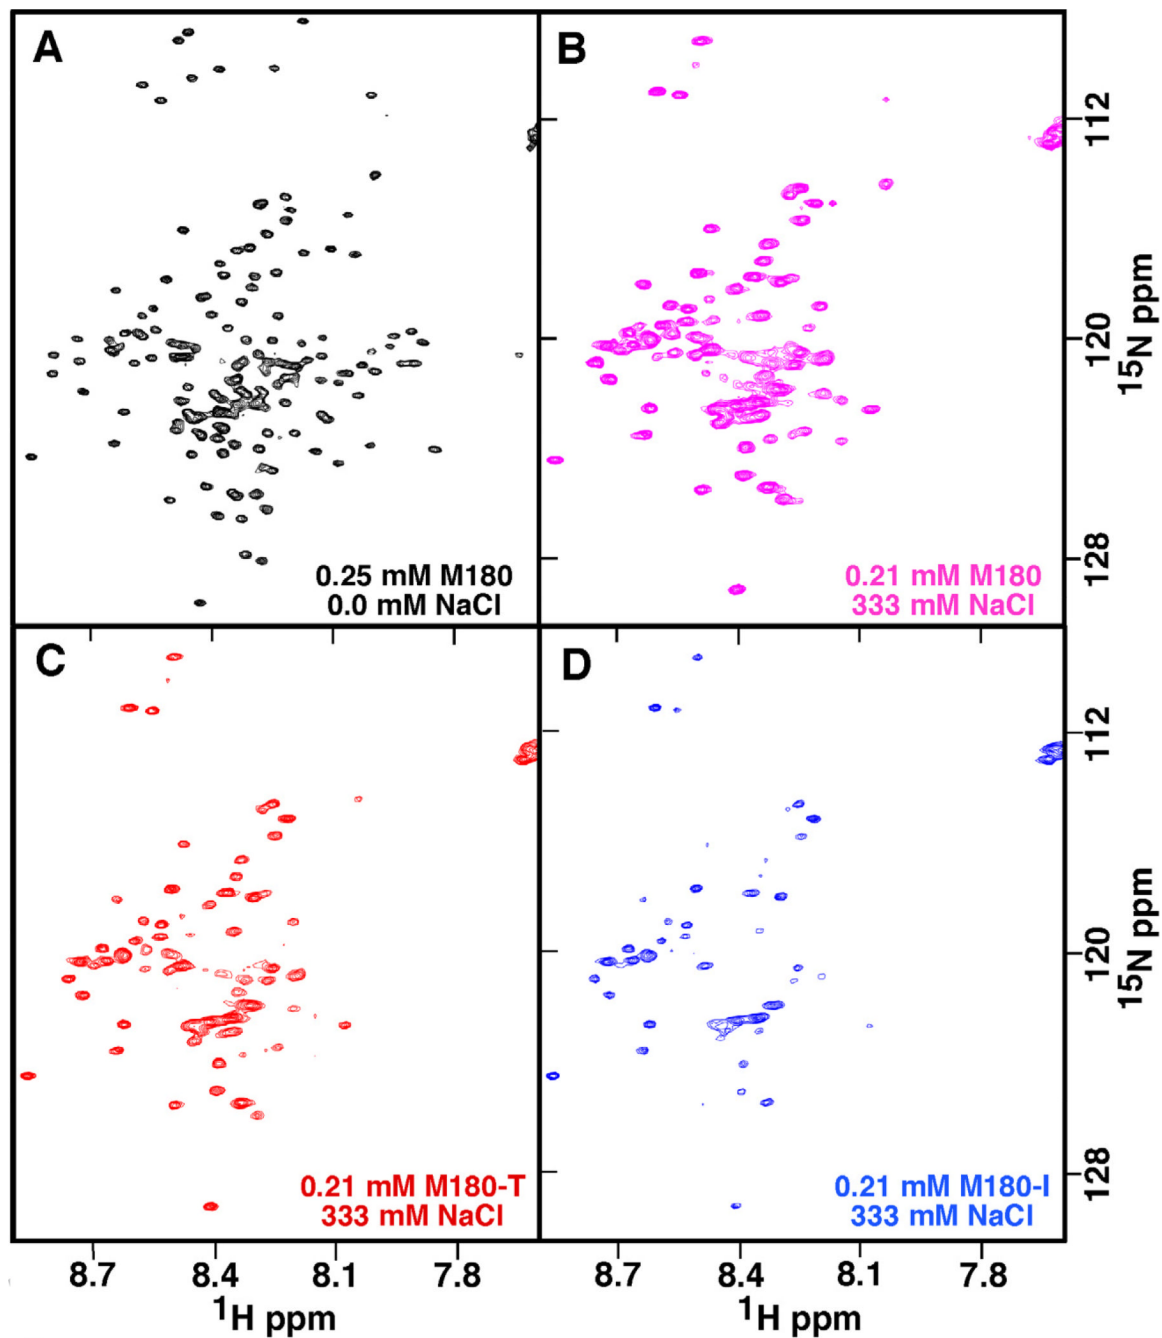 A
B
0.25 mM M180
0.0 mM NaCl
0.21 mM M180
333 mM NaCl
112
120
128
15N ppm
C
D
0.21 mM M180-T
333 mM NaCl
0.21 mM M180-I
333 mM NaCl
112
120
128
15N ppm
8.7 8.4 8.1 7.8
8.7 8.4 8.1 7.8
1H ppm
1H ppm